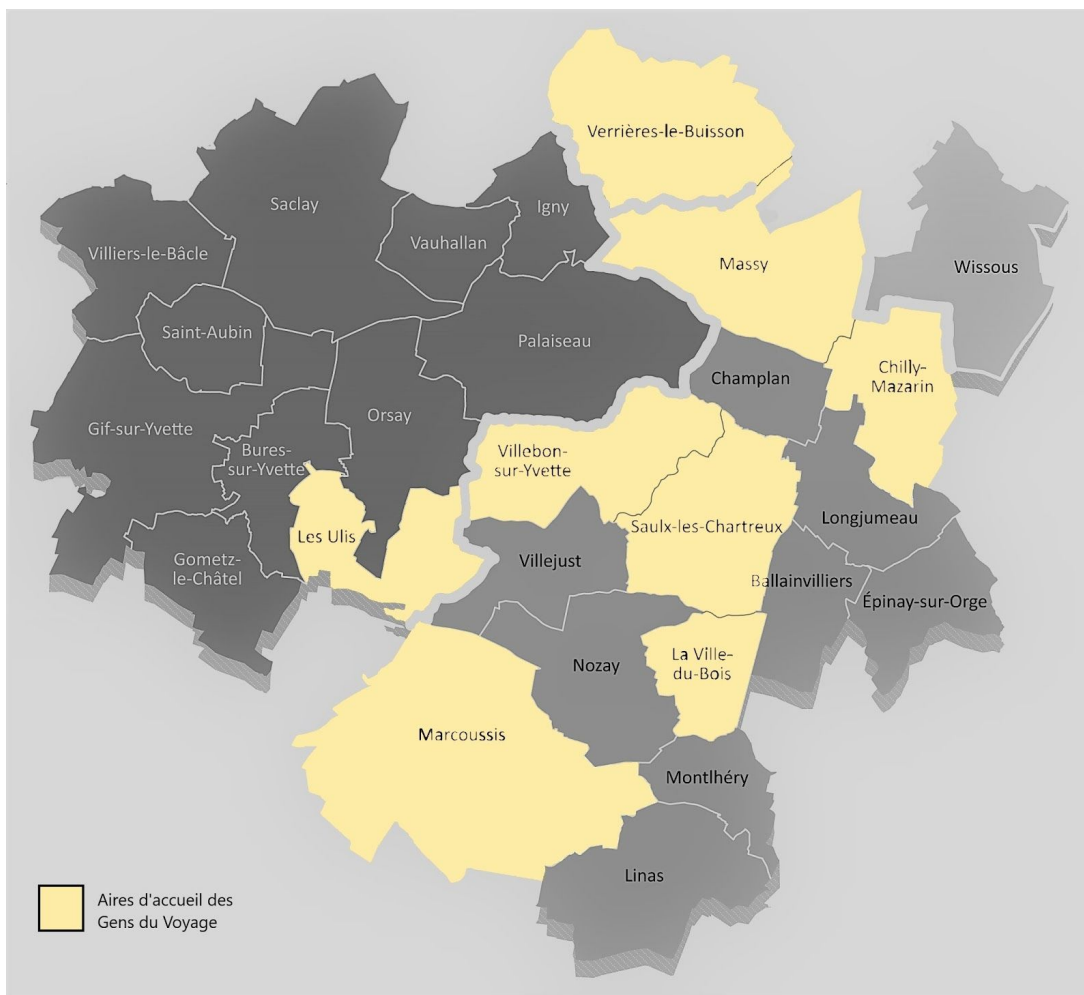 Verrières-le-Buisson
Saclay
Igny
Vauhallan
Villiers-le-Bâcle
Massy
Wissous
Saint-Aubin
Palaiseau
Champlan
Chilly-
Mazarin
Orsay
Gif-sur-Yvette
Bures-
sur-Yvette
Villebon-
sur-Yvette
Les Ulis
Saulx-les-Chartreux
Longjumeau
Gometz-
le-Châtel
Villejust
Ballainvilliers
Épinay-sur-Orge
Nozay
La Ville-
du-Bois
Marcoussis
Montlhéry
Linas
Aires d'accueil des
Gens du Voyage